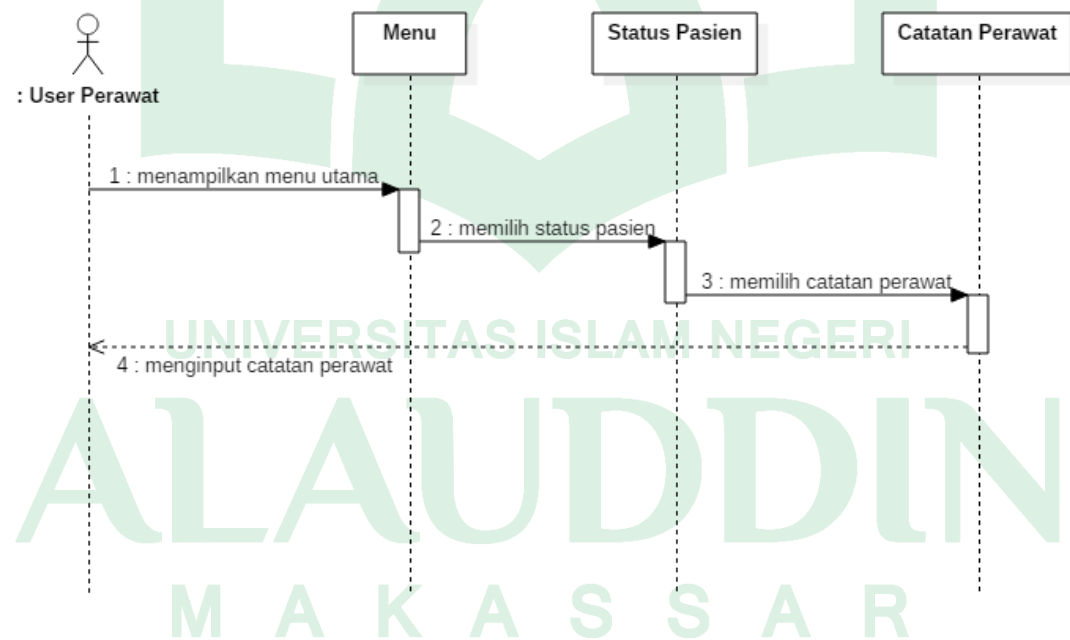 Menu
Status Pasien
Catatan Perawat
: User Perawat
1 : menampilkan menu utama
2 : memilih status pasien
3 : memilih catatan perawat
UNIVERSITAS ISLAM NEGERI
4 : menginput catatan perawat
ALAUDDIN
MAKASSAR